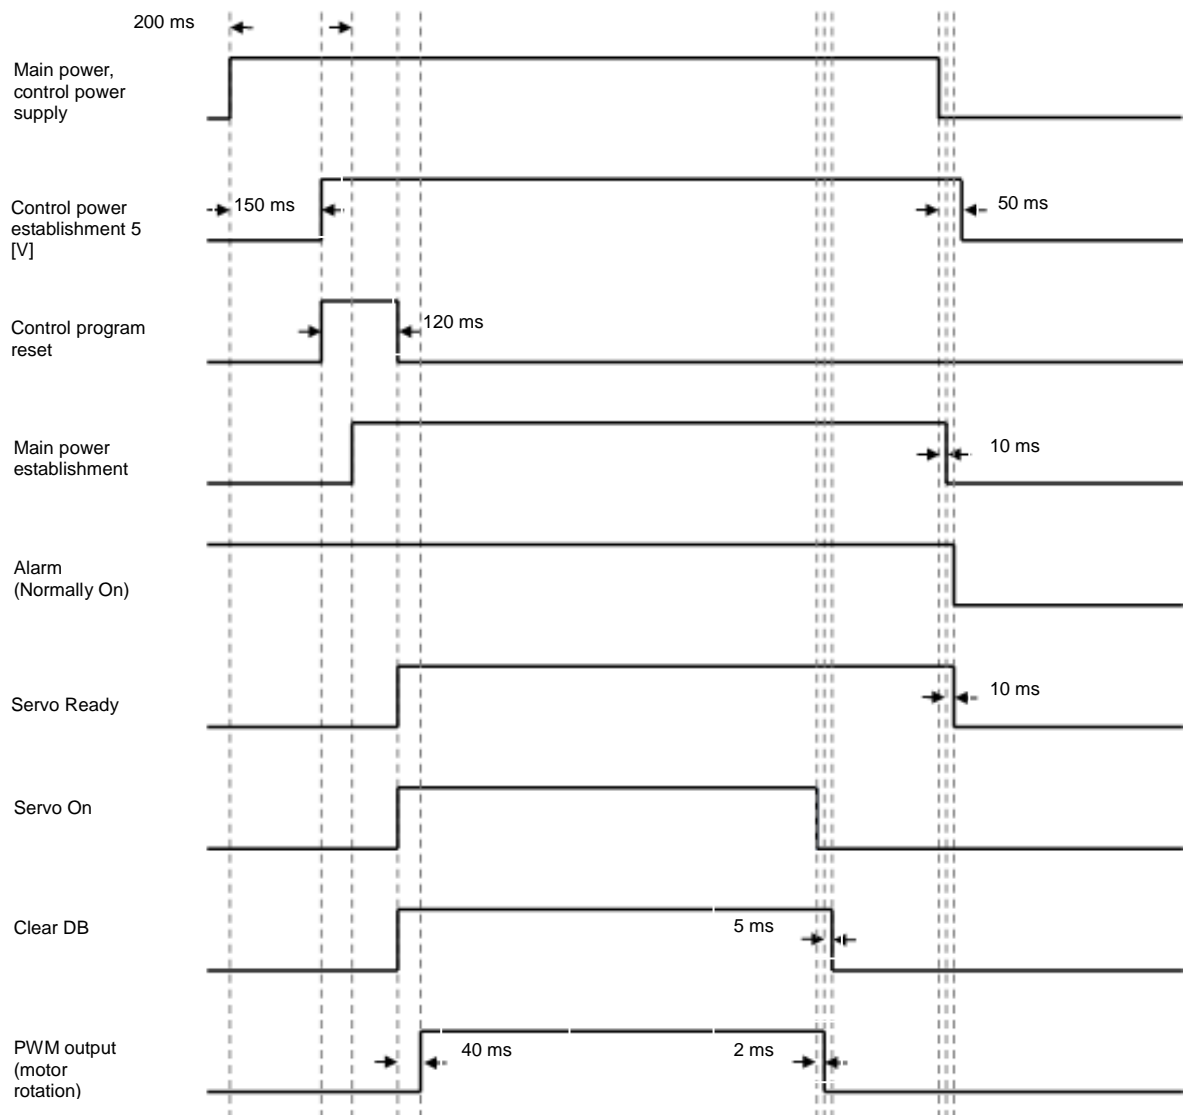 200 ms
Main power,
control power
supply
150 ms
Control power
establishment 5
[V]
50 ms
Control program
reset
120 ms
Main power
establishment
10 ms
Alarm
(Normally On)
Servo Ready
10 ms
Servo On
Clear DB
5 ms
PWM output
(motor
rotation)
40 ms
2 ms